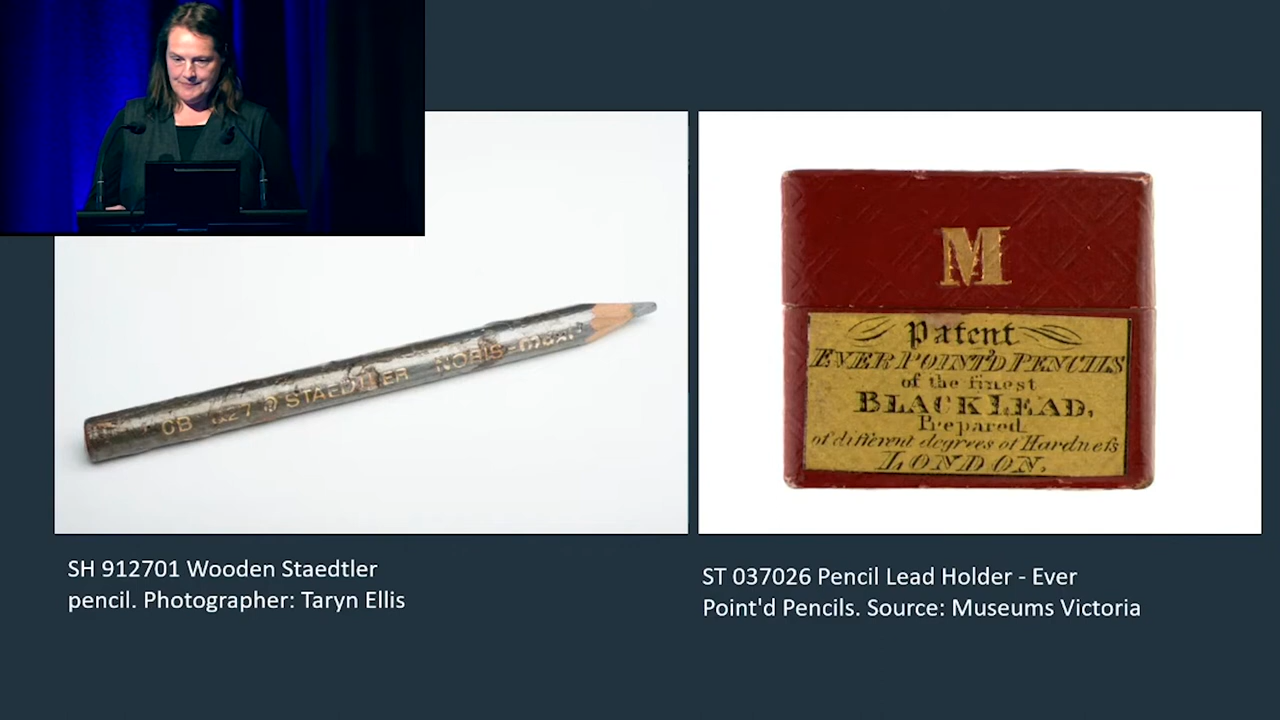 CB
STAEDTLER
NORIS
M
Patent
EVER POINT'D PENCILS
of the finest
BLACK LEAD,
Prepared
of different degrees of Hardneſs
LONDON.
SH 912701 Wooden Staedtler
pencil. Photographer: Taryn Ellis
ST 037026 Pencil Lead Holder - Ever
Point'd Pencils. Source: Museums Victoria